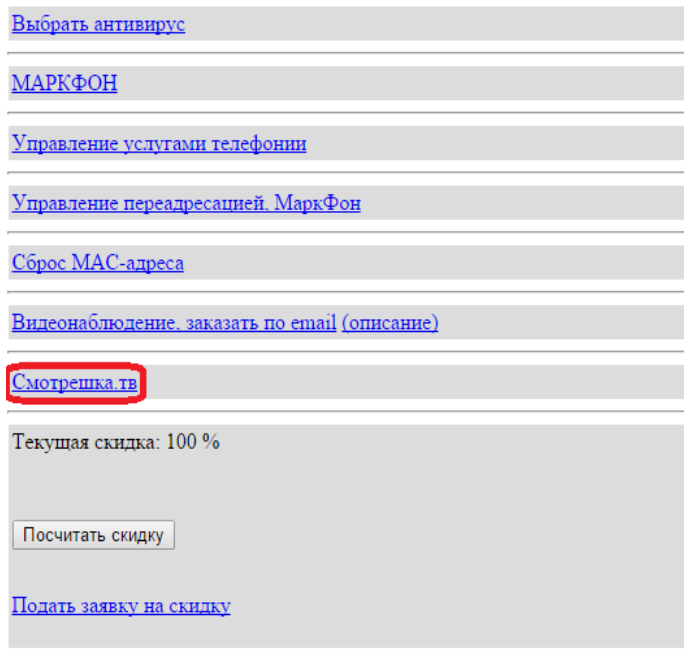 Выбрать антивирус
МАРКФОН
Управление услугами телефонии
Управление переадресацией, МаркФон
Сброс MAC-адреса
Видеонаблюдение, заказать по email (описание)
Смотрешка.тв
Текущая скидка: 100 %
Посчитать скидку
Подать заявку на скидку